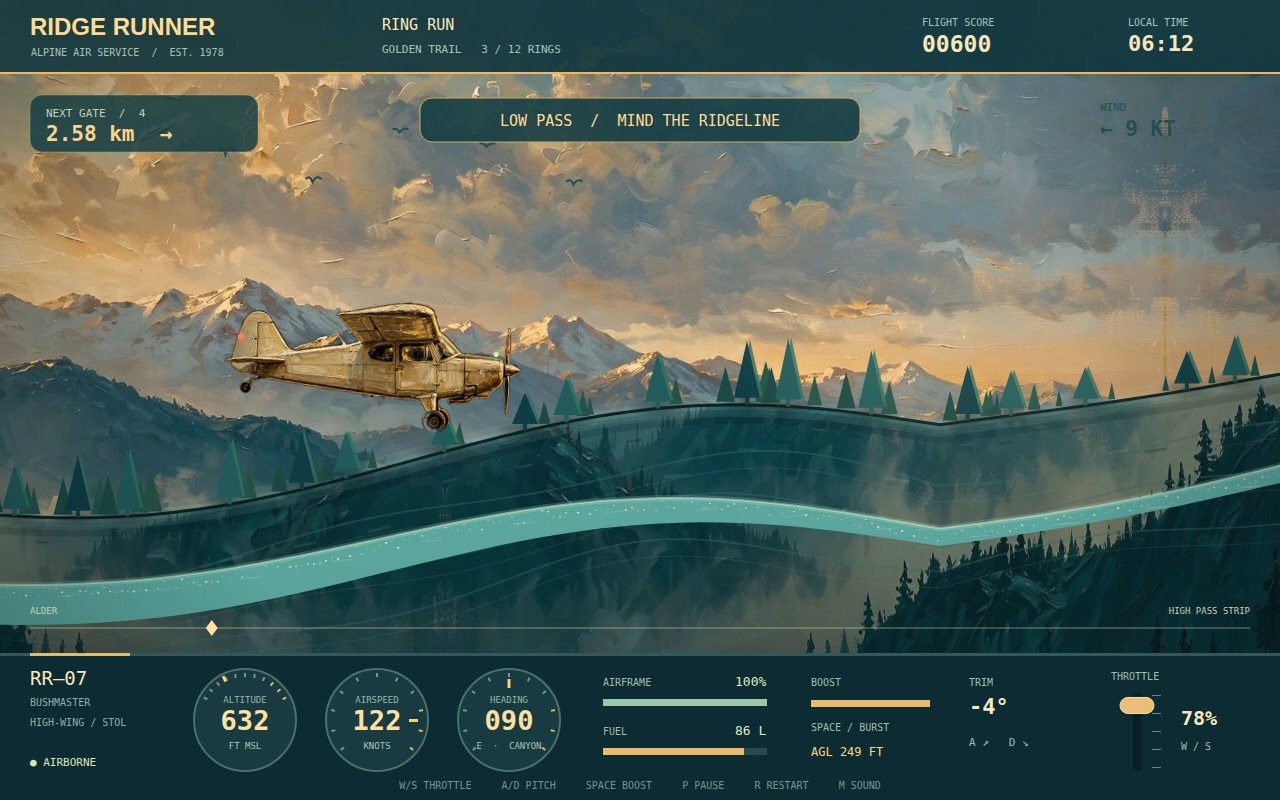 RIDGE RUNNER
ALPINE AIR SERVICE / EST. 1978
RING RUN
GOLDEN TRAIL 3 / 12 RINGS
FLIGHT SCORE
00600
LOCAL TIME
06:12
NEXT GATE / 4
2.58 km →
LOW PASS / MIND THE RIDGELINE
WIND
← 9 KT
ALDER
HIGH PASS STRIP
RR—07
BUSHMASTER
HIGH-WING / STOL
● AIRBORNE
ALTITUDE
632
FT MSL
AIRSPEED
122
KNOTS
HEADING
090
E · CANYON
AIRFRAME 100%
FUEL 86 L
BOOST
SPACE / BURST
AGL 249 FT
TRIM
-4°
A ↗ D ↘
THROTTLE
78%
W / S
W/S THROTTLE A/D PITCH SPACE BOOST P PAUSE R RESTART M SOUND